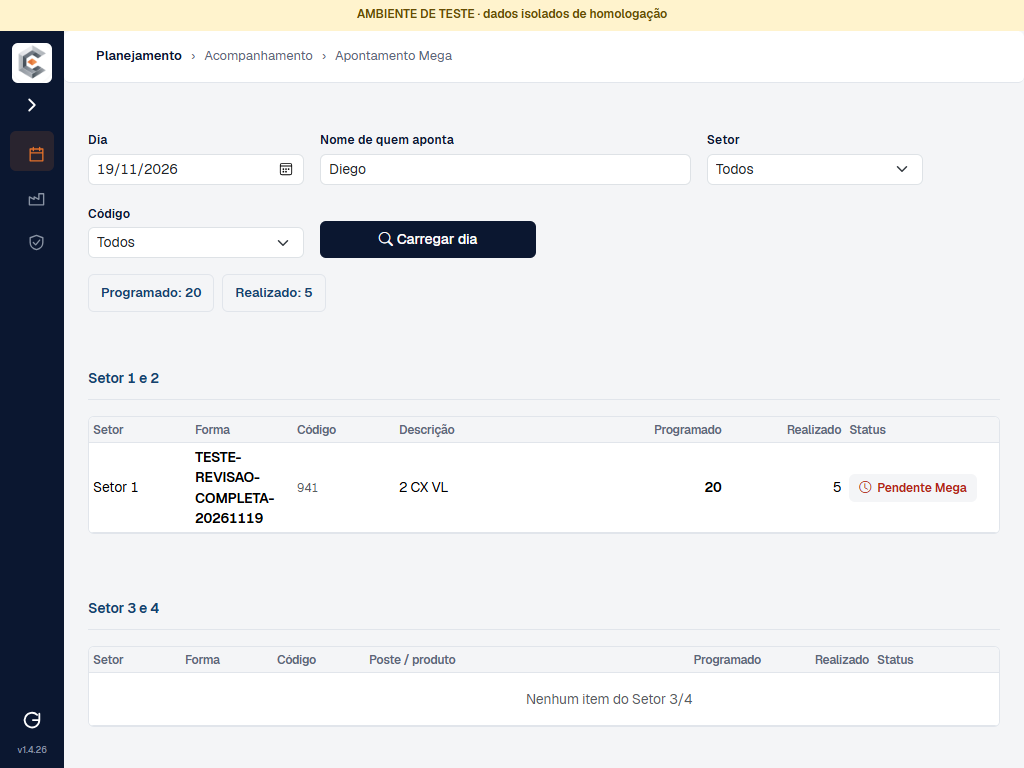 AMBIENTE DE TESTE · dados isolados de homologação
Planejamento › Acompanhamento › Apontamento Mega
Dia
Nome de quem aponta
Setor
19/11/2026
Diego
Todos
Código
Todos
Carregar dia
Programado: 20
Realizado: 5
Setor 1 e 2
Setor Forma Código Descrição Programado Realizado Status
Setor 1
TESTE-
REVISAO-
COMPLETA-
20261119
941
2 CX VL
20
5
Pendente Mega
Setor 3 e 4
Setor Forma Código Poste / produto Programado Realizado Status
Nenhum item do Setor 3/4
v1.4.26